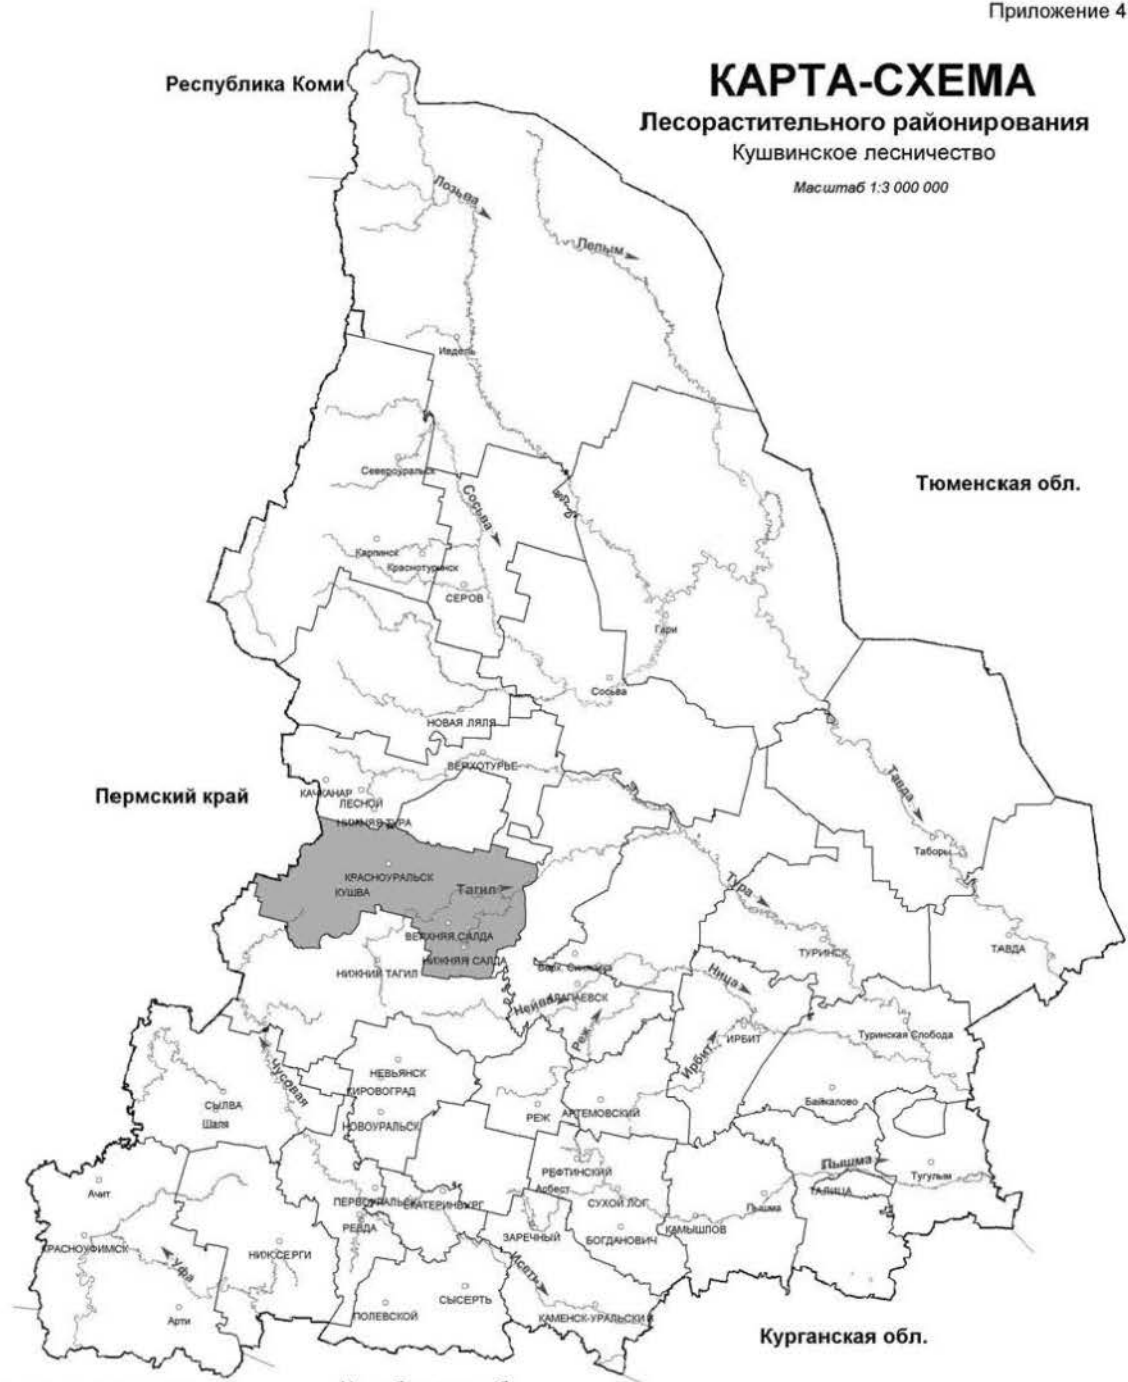 Приложение 4
КАРТА-СХЕМА
Лесорастительного районирования
Кушвинское лесничество
Масштаб 1:3 000 000
Республика Коми
Лозьва
Пелым
Ивдель
Североуральск
Тюменская обл.
Сосьва
Карпинск
Краснотурьинск
СЕРОВ
Гари
Сосьва
НОВАЯ ЛЯЛЯ
ВЕРХОТУРЬЕ
Тавда
Пермский край
КАЧКАНАР
ЛЕСНОЙ
НИЖНЯЯ ТУРА
Таборы
КРАСНОУРАЛЬСК
КУШВА
Тагил
Тура
ВЕРХНЯЯ САЛДА
ТАВДА
ТУРИНСК
НИЖНЯЯ САЛДА
НИЖНИЙ ТАГИЛ
Ница
АЛАПАЕВСК
Нейва
Реж
ИРБИТ
Туринская Слобода
Ирбит
Чусовая
НЕВЬЯНСК
КИРОВОГРАД
СЫЛВА
Шаля
Байкалово
РЕЖ
АРТЕМОВСКИЙ
НОВОУРАЛЬСК
Пышма
РЕФТИНСКИЙ
Тугулым
Ачит
Асбест
ТАЛИЦА
ПЕРВОУРАЛЬСК
ЕКАТЕРИНБУРГ
СУХОЙ ЛОГ
Пышма
РЕВДА
КАМЫШЛОВ
ЗАРЕЧНЫЙ
БОГДАНОВИЧ
КРАСНОУФИМСК
НИЖ.СЕРГИ
Уфа
Исеть
СЫСЕРТЬ
Арти
ПОЛЕВСКОЙ
КАМЕНСК-УРАЛЬСКИЙ
Курганская обл.